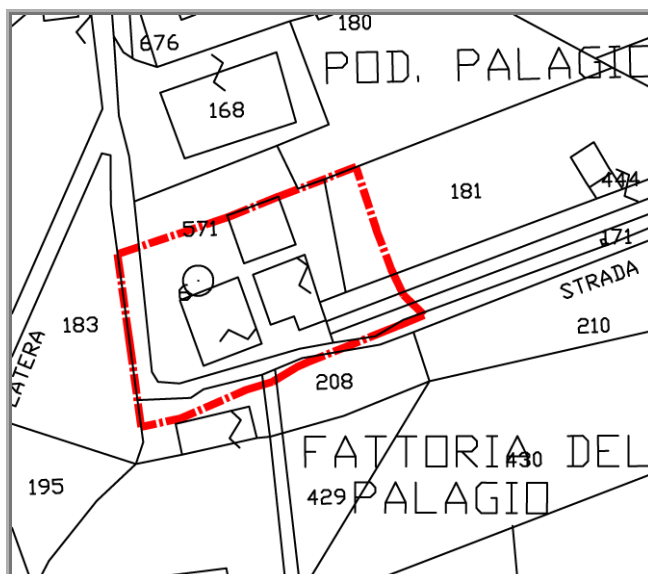 180
676
POD. PALAGIO
168
444
181
571
171
STRADA
183
210
LATERA
208
FATTORIA DEL
430
195
429
PALAGIO